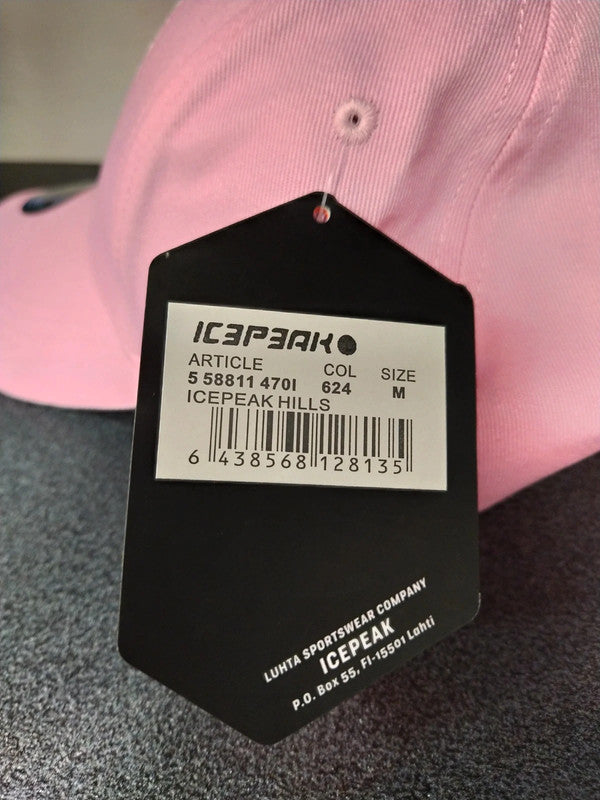 ICEPEAK
ARTICLE COL SIZE
5 58811 470I 624 M
ICEPEAK HILLS
6 438568 128135
LUHTA SPORTSWEAR COMPANY
ICEPEAK
P.O. Box 55, FI-15501 Lahti